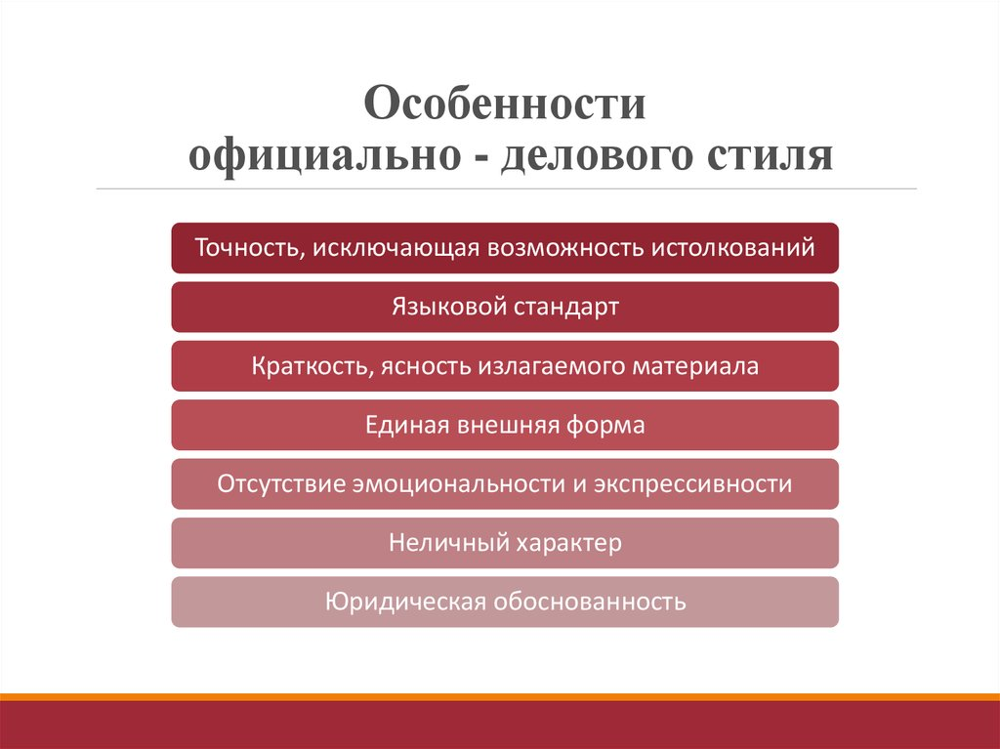 Особенности
официально - делового стиля
Точность, исключающая возможность истолкований
Языковой стандарт
Краткость, ясность излагаемого материала
Единая внешняя форма
Отсутствие эмоциональности и экспрессивности
Неличный характер
Юридическая обоснованность